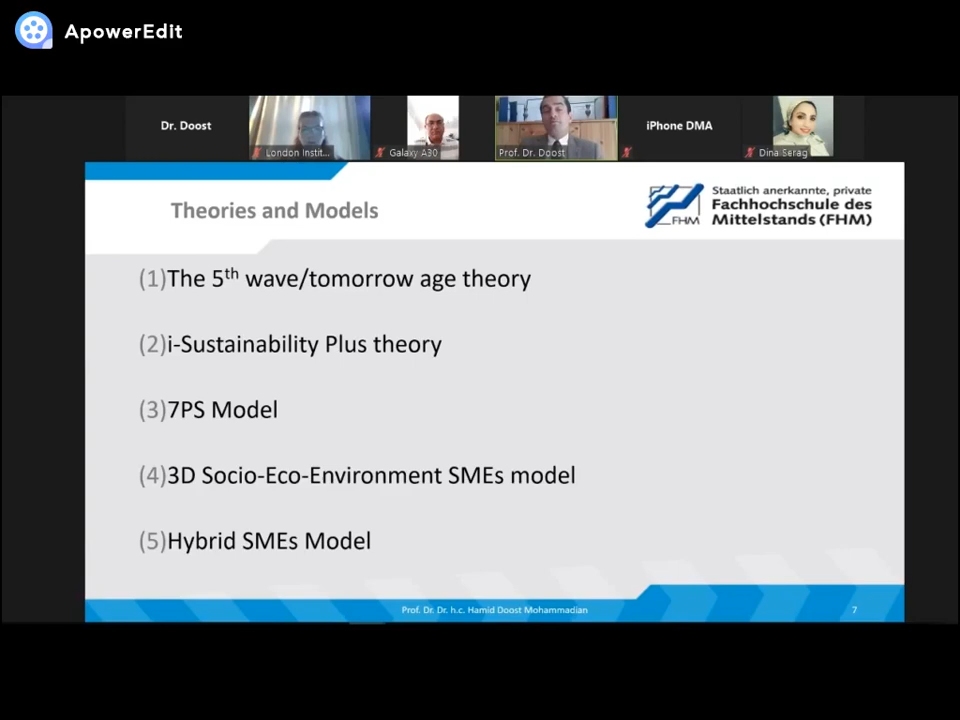 ApowerEdit
Dr. Doost
London Instit...
Galaxy A30
Prof. Dr. Doost
iPhone DMA
Dina Serag
Theories and Models
FHM
Staatlich anerkannte, private
Fachhochschule des
Mittelstands (FHM)
(1)The 5th wave/tomorrow age theory
(2)i-Sustainability Plus theory
(3)7PS Model
(4)3D Socio-Eco-Environment SMEs model
(5)Hybrid SMEs Model
Prof. Dr. Dr. h.c. Hamid Doost Mohammadian
7